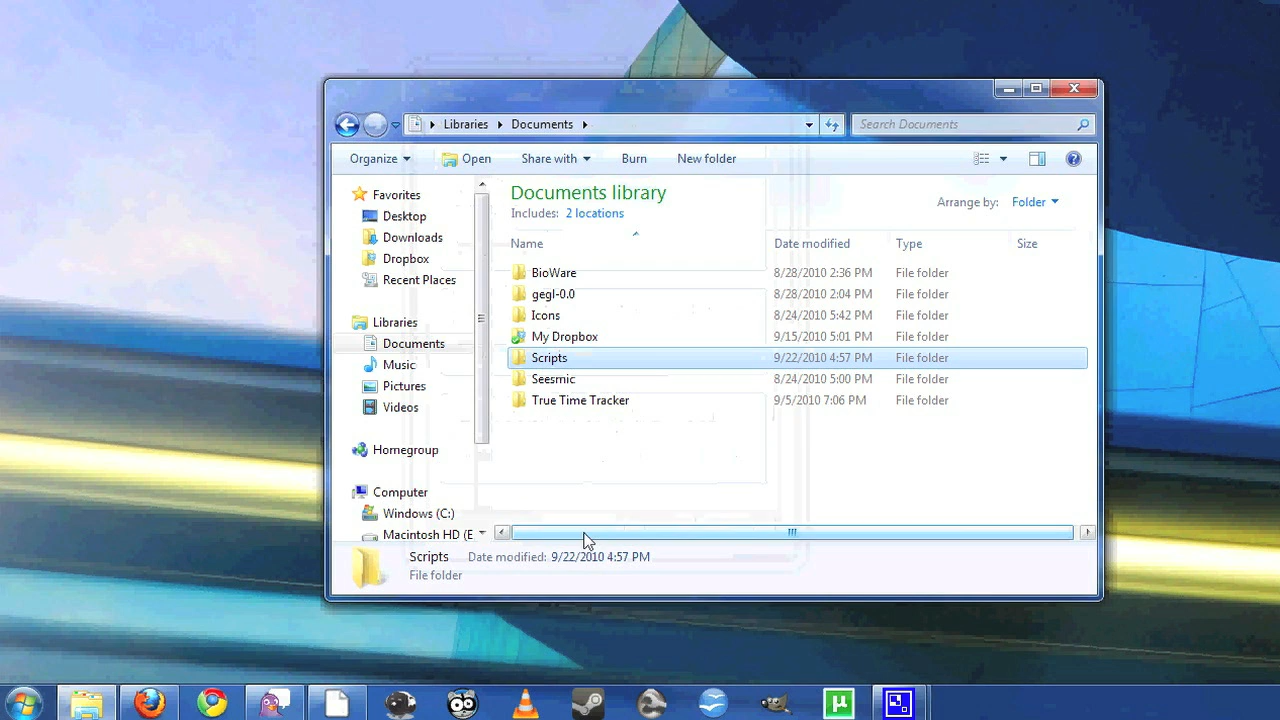 Libraries Documents
Search Documents
Organize Open Share with Burn New folder
Favorites
Desktop
Downloads
Dropbox
Recent Places
Libraries
Documents
Music
Pictures
Videos
Homegroup
Computer
Windows (C:)
Macintosh HD (E
Documents library
Includes: 2 locations
Arrange by: Folder
Name Date modified Type Size
BioWare 8/28/2010 2:36 PM File folder
gegl-0.0 8/28/2010 2:04 PM File folder
Icons 8/24/2010 5:42 PM File folder
My Dropbox 9/15/2010 5:01 PM File folder
Scripts 9/22/2010 4:57 PM File folder
Seesmic 8/24/2010 5:00 PM File folder
True Time Tracker 9/5/2010 7:06 PM File folder
Scripts Date modified: 9/22/2010 4:57 PM
File folder
µ